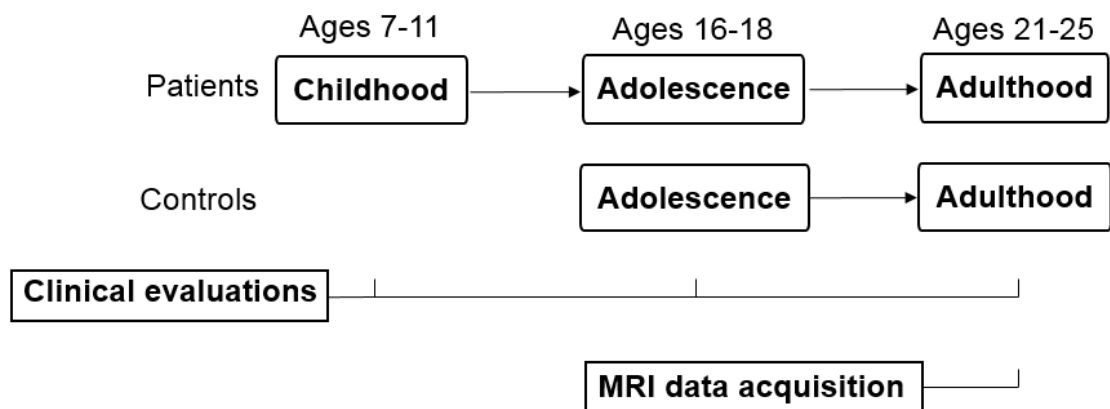 Ages 7-11 Ages 16-18 Ages 21-25
Patients Childhood Adolescence Adulthood
Controls Adolescence Adulthood
Clinical evaluations
MRI data acquisition